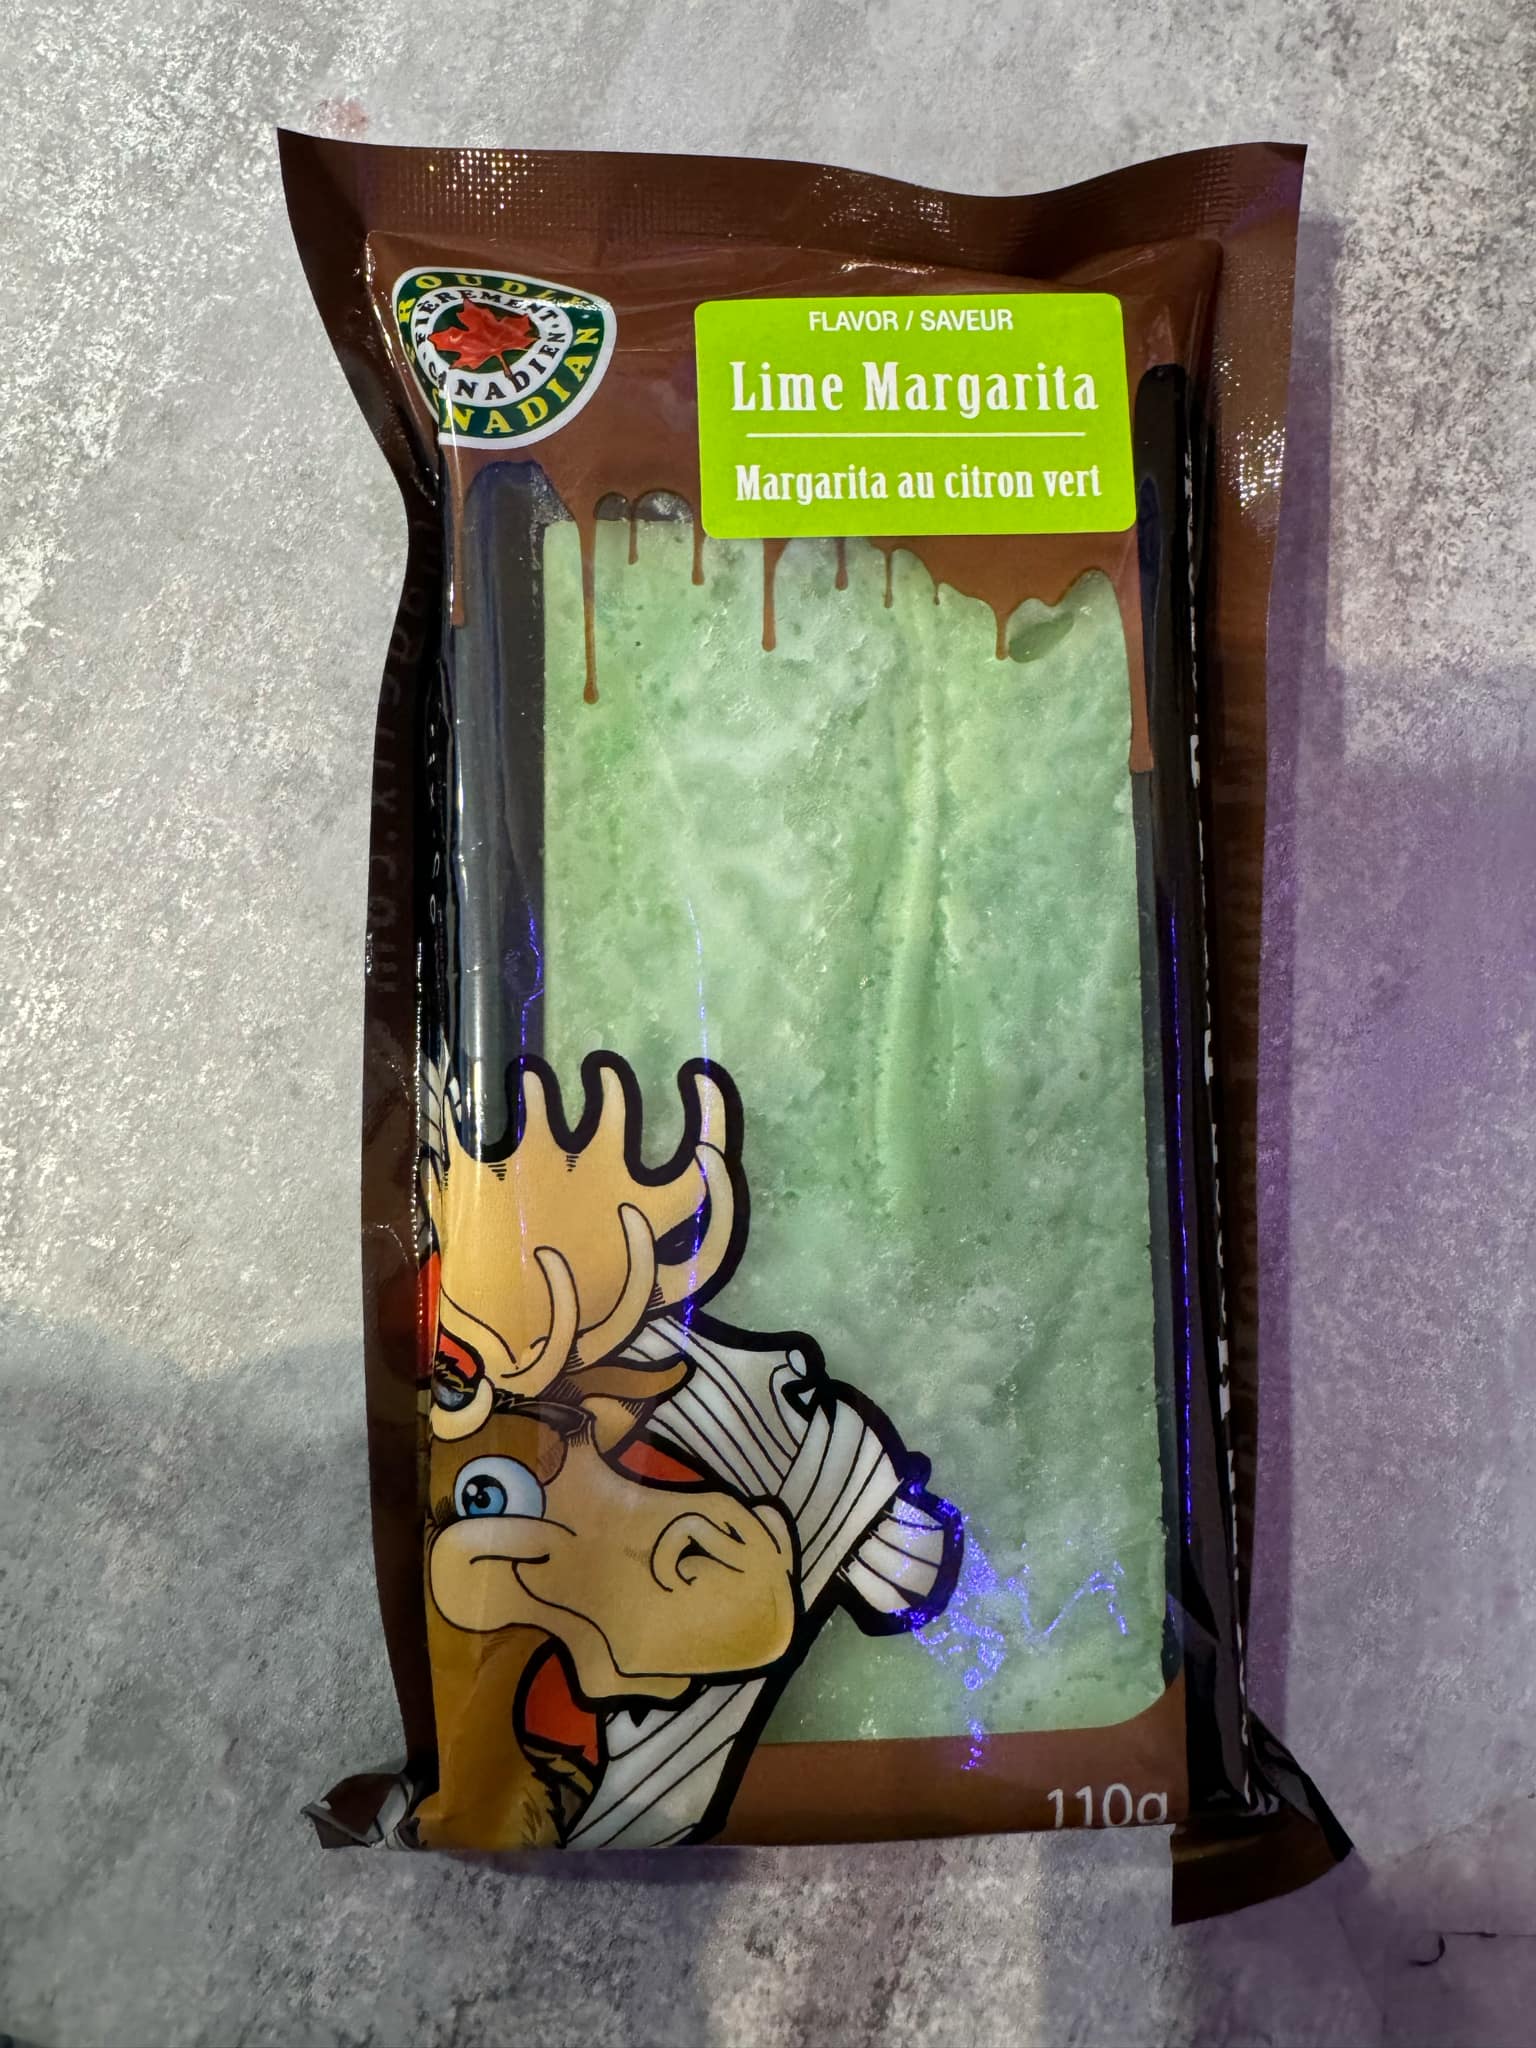 PROUDLY
FIÈREMENT
CANADIEN
CANADIAN
FLAVOR / SAVEUR
Lime Margarita
Margarita au citron vert
110g